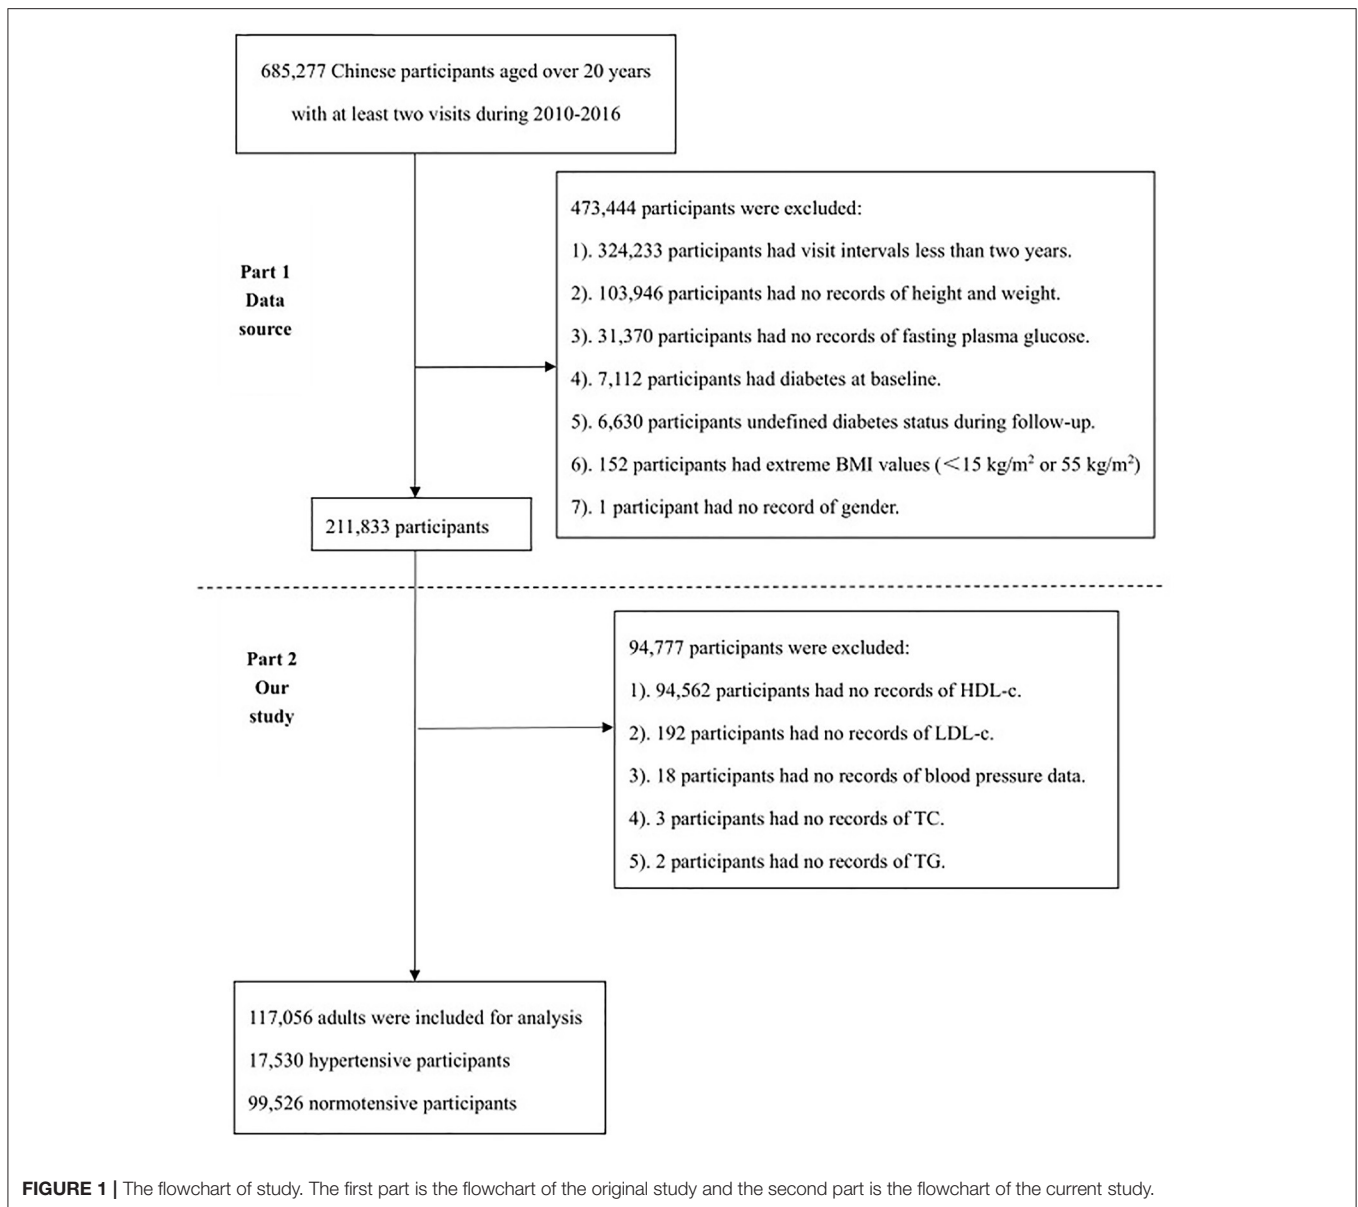 685,277 Chinese participants aged over 20 years
with at least two visits during 2010-2016
473,444 participants were excluded:
1). 324,233 participants had visit intervals less than two years.
2). 103,946 participants had no records of height and weight.
3). 31,370 participants had no records of fasting plasma glucose.
4). 7,112 participants had diabetes at baseline.
5). 6,630 participants undefined diabetes status during follow-up.
6). 152 participants had extreme BMI values (<15 kg/m² or 55 kg/m²)
7). 1 participant had no record of gender.
Part 1
Data
source
211,833 participants
94,777 participants were excluded:
1). 94,562 participants had no records of HDL-c.
2). 192 participants had no records of LDL-c.
3). 18 participants had no records of blood pressure data.
4). 3 participants had no records of TC.
5). 2 participants had no records of TG.
Part 2
Our
study
117,056 adults were included for analysis
17,530 hypertensive participants
99,526 normotensive participants
FIGURE 1 | The flowchart of study. The first part is the flowchart of the original study and the second part is the flowchart of the current study.